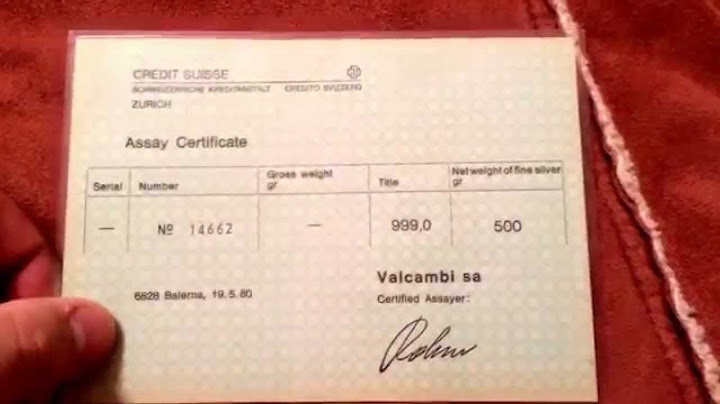 CREDIT SUISSE
SCHWEIZERISCHE KREDITANSTALT CREDITO SVIZZERO
ZURICH
Assay Certificate
Serial Number Gross weight gr Title Net weight of fine silver gr
— Nº 14662 — 999,0 500
6828 Balerna, 19.5.80
Valcambi sa
Certified Assayer: